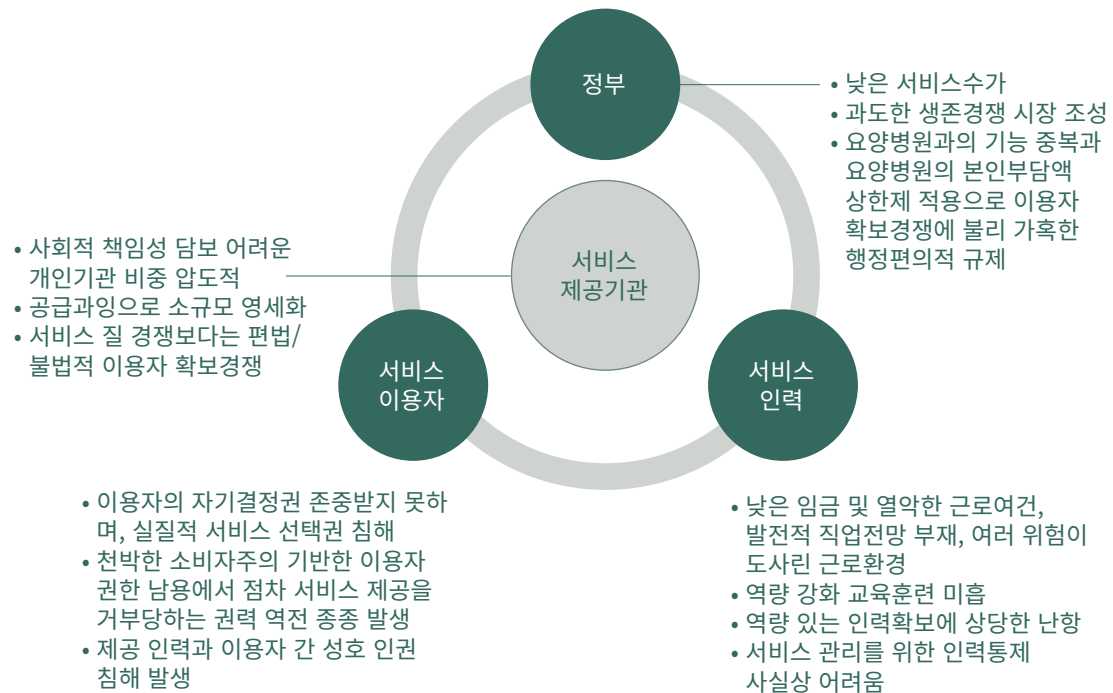 정부
• 낮은 서비스수가
• 과도한 생존경쟁 시장 조성
• 요양병원과의 기능 중복과
요양병원의 본인부담액
상한제 적용으로 이용자
확보경쟁에 불리 가혹한
행정편의적 규제
서비스
제공기관
• 사회적 책임성 담보 어려운
개인기관 비중 압도적
• 공급과잉으로 소규모 영세화
• 서비스 질 경쟁보다는 편법/
불법적 이용자 확보경쟁
서비스
이용자
서비스
인력
• 이용자의 자기결정권 존중받지 못하
며, 실질적 서비스 선택권 침해
• 천박한 소비자주의 기반한 이용자
권한 남용에서 점차 서비스 제공을
거부당하는 권력 역전 종종 발생
• 제공 인력과 이용자 간 성호 인권
침해 발생
• 낮은 임금 및 열악한 근로여건,
발전적 직업전망 부재, 여러 위험이
도사린 근로환경
• 역량 강화 교육훈련 미흡
• 역량 있는 인력확보에 상당한 난항
• 서비스 관리를 위한 인력통제
사실상 어려움